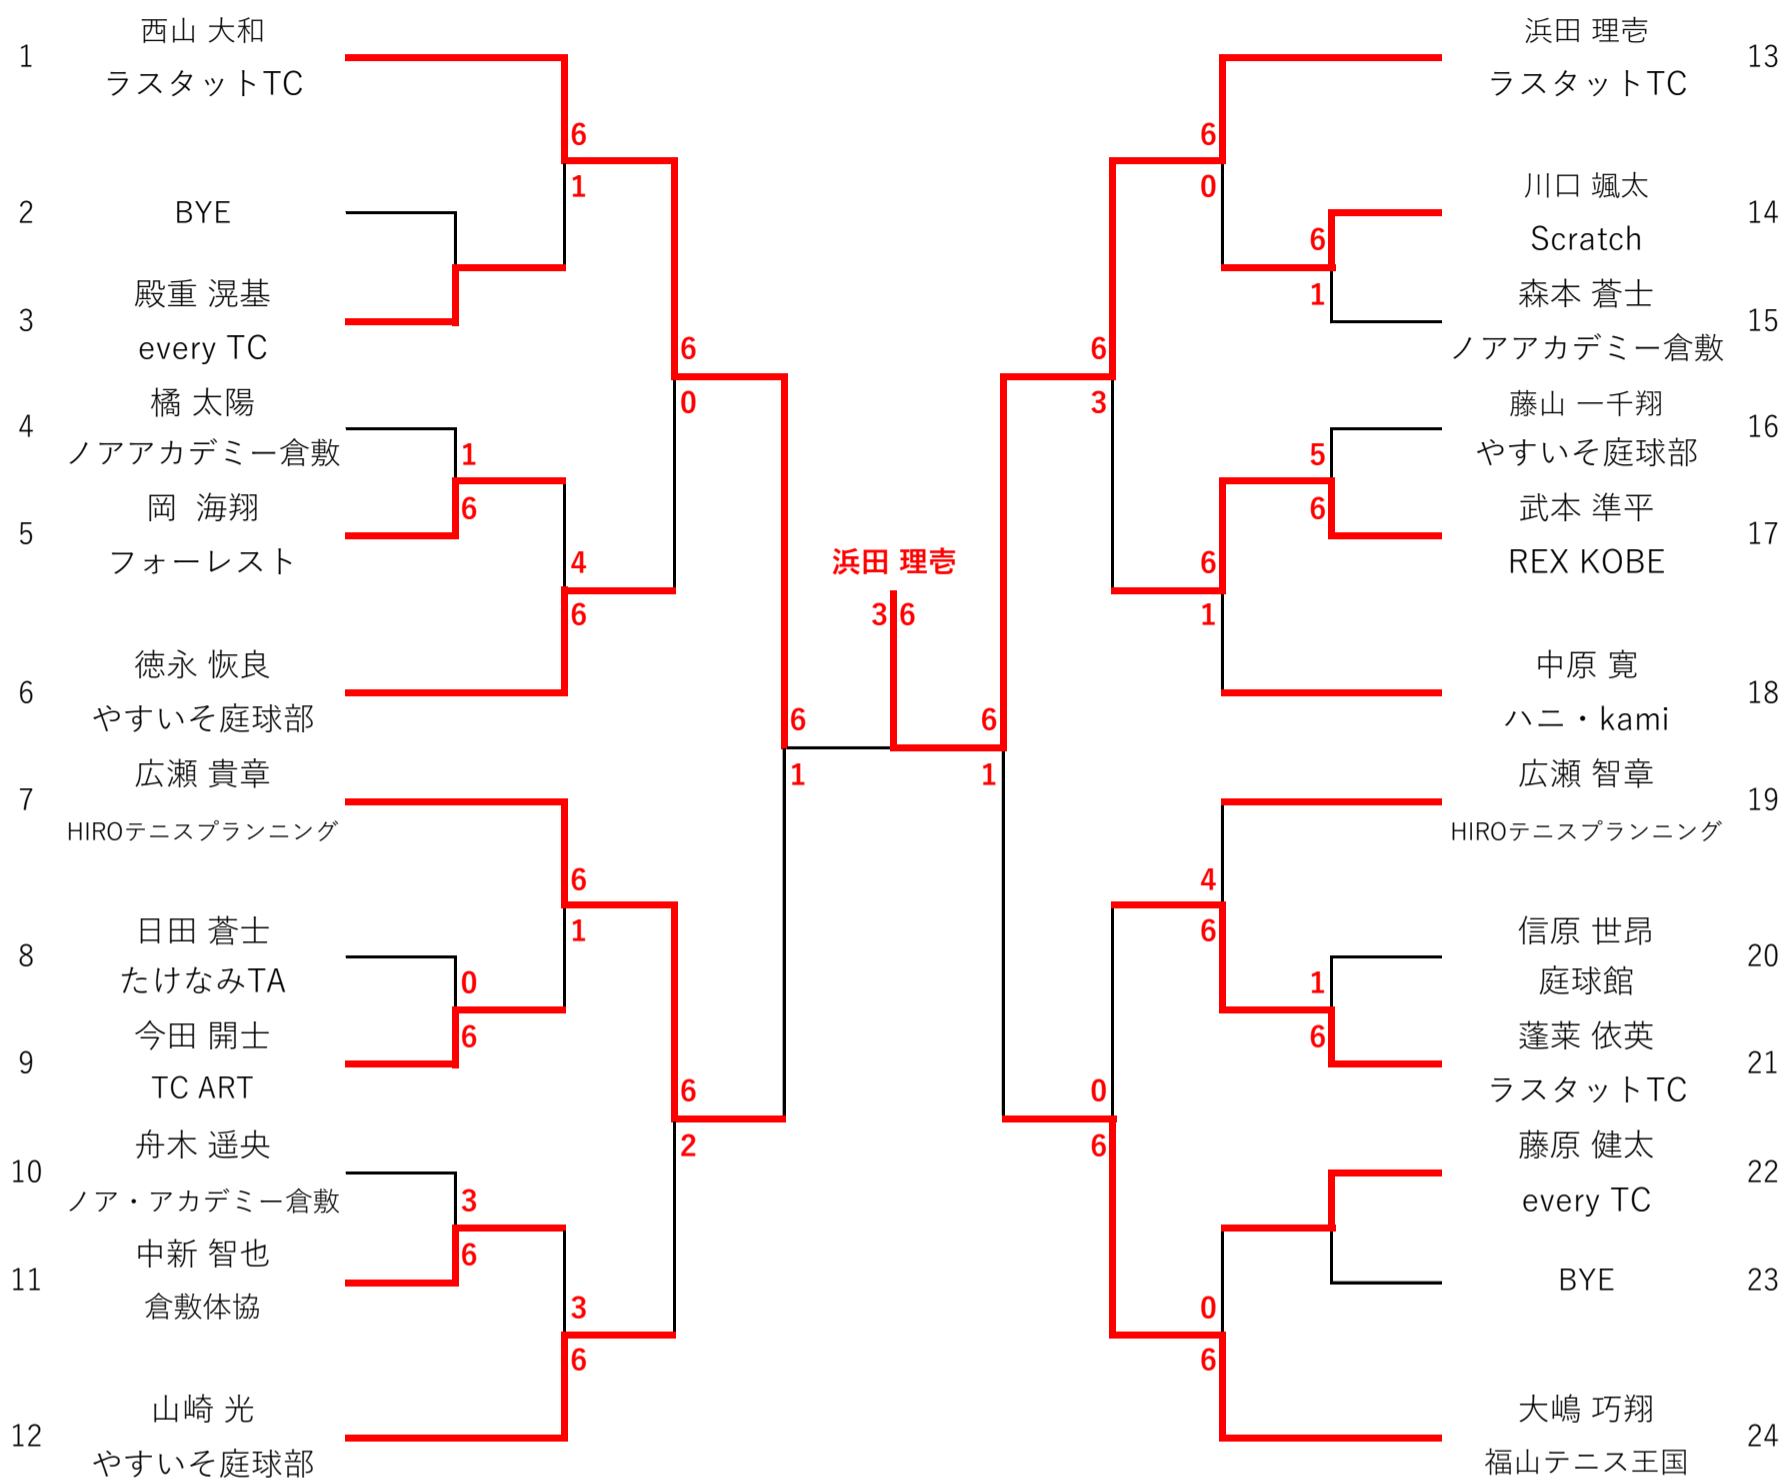 1
西山 大和
ラスタットTC
2
BYE
3
殿重 滉基
every TC
4
橘 太陽
ノアアカデミー倉敷
5
岡 海翔
フォーレスト
6
徳永 恢良
やすいそ庭球部
7
広瀬 貴章
HIROテニスプランニング
8
日田 蒼士
たけなみTA
9
今田 開士
TC ART
10
舟木 遥央
ノア・アカデミー倉敷
11
中新 智也
倉敷体協
12
山崎 光
やすいそ庭球部
6
1
1
6
4
6
6
0
6
1
0
6
3
6
3
6
6
2
6
1
浜田 理壱
3 6
6
1
6
3
6
0
6
1
5
6
6
1
4
6
1
6
0
6
0
6
浜田 理壱
13
ラスタットTC
川口 颯太
14
Scratch
森本 蒼士
15
ノアアカデミー倉敷
藤山 一千翔
16
やすいそ庭球部
武本 準平
17
REX KOBE
中原 寛
18
ハニ・kami
広瀬 智章
19
HIROテニスプランニング
信原 世昂
20
庭球館
蓬莱 依英
21
ラスタットTC
藤原 健太
22
every TC
BYE
23
大嶋 巧翔
24
福山テニス王国